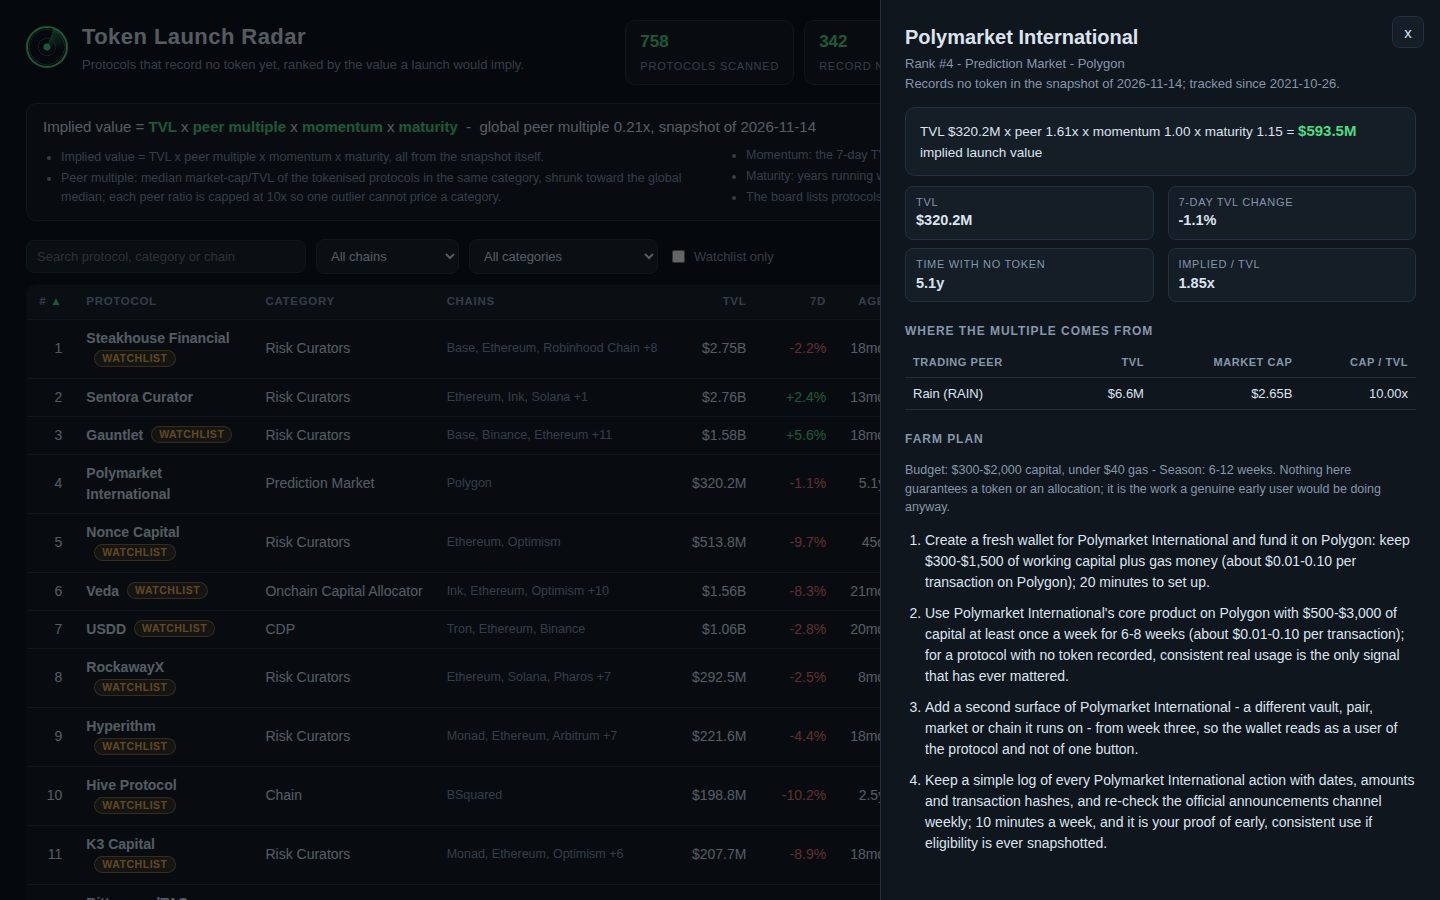 Token Launch Radar
Protocols that record no token yet, ranked by the value a launch would imply.
758
PROTOCOLS SCANNED
342
RECORD N
Implied value = TVL x peer multiple x momentum x maturity - global peer multiple 0.21x, snapshot of 2026-11-14
Implied value = TVL x peer multiple x momentum x maturity, all from the snapshot itself.
Peer multiple: median market-cap/TVL of the tokenised protocols in the same category, shrunk toward the global
median; each peer ratio is capped at 10x so one outlier cannot price a category.
Momentum: the 7-day TV
Maturity: years running w
The board lists protocols
Search protocol, category or chain
All chains
All categories
Watchlist only
# ▲ PROTOCOL CATEGORY CHAINS TVL 7D AGE
1 Steakhouse Financial WATCHLIST Risk Curators Base, Ethereum, Robinhood Chain +8 $2.75B -2.2% 18mo
2 Sentora Curator Risk Curators Ethereum, Ink, Solana +1 $2.76B +2.4% 13mo
3 Gauntlet WATCHLIST Risk Curators Base, Binance, Ethereum +11 $1.58B +5.6% 18mo
4 Polymarket International Prediction Market Polygon $320.2M -1.1% 5.1y
5 Nonce Capital WATCHLIST Risk Curators Ethereum, Optimism $513.8M -9.7% 45d
6 Veda WATCHLIST Onchain Capital Allocator Ink, Ethereum, Optimism +10 $1.56B -8.3% 21mo
7 USDD WATCHLIST CDP Tron, Ethereum, Binance $1.06B -2.8% 20mo
8 RockawayX WATCHLIST Risk Curators Ethereum, Solana, Pharos +7 $292.5M -2.5% 8mo
9 Hyperithm WATCHLIST Risk Curators Monad, Ethereum, Arbitrum +7 $221.6M -4.4% 18mo
10 Hive Protocol WATCHLIST Chain BSquared $198.8M -10.2% 2.5y
11 K3 Capital WATCHLIST Risk Curators Monad, Ethereum, Optimism +6 $207.7M -8.9% 18mo
Polymarket International
x
Rank #4 - Prediction Market - Polygon
Records no token in the snapshot of 2026-11-14; tracked since 2021-10-26.
TVL $320.2M x peer 1.61x x momentum 1.00 x maturity 1.15 = $593.5M
implied launch value
TVL
$320.2M
7-DAY TVL CHANGE
-1.1%
TIME WITH NO TOKEN
5.1y
IMPLIED / TVL
1.85x
WHERE THE MULTIPLE COMES FROM
TRADING PEER TVL MARKET CAP CAP / TVL
Rain (RAIN) $6.6M $2.65B 10.00x
FARM PLAN
Budget: $300-$2,000 capital, under $40 gas - Season: 6-12 weeks. Nothing here
guarantees a token or an allocation; it is the work a genuine early user would be doing
anyway.
1. Create a fresh wallet for Polymarket International and fund it on Polygon: keep
$300-$1,500 of working capital plus gas money (about $0.01-0.10 per
transaction on Polygon); 20 minutes to set up.
2. Use Polymarket International's core product on Polygon with $500-$3,000 of
capital at least once a week for 6-8 weeks (about $0.01-0.10 per transaction);
for a protocol with no token recorded, consistent real usage is the only signal
that has ever mattered.
3. Add a second surface of Polymarket International - a different vault, pair,
market or chain it runs on - from week three, so the wallet reads as a user of
the protocol and not of one button.
4. Keep a simple log of every Polymarket International action with dates, amounts
and transaction hashes, and re-check the official announcements channel
weekly; 10 minutes a week, and it is your proof of early, consistent use if
eligibility is ever snapshotted.